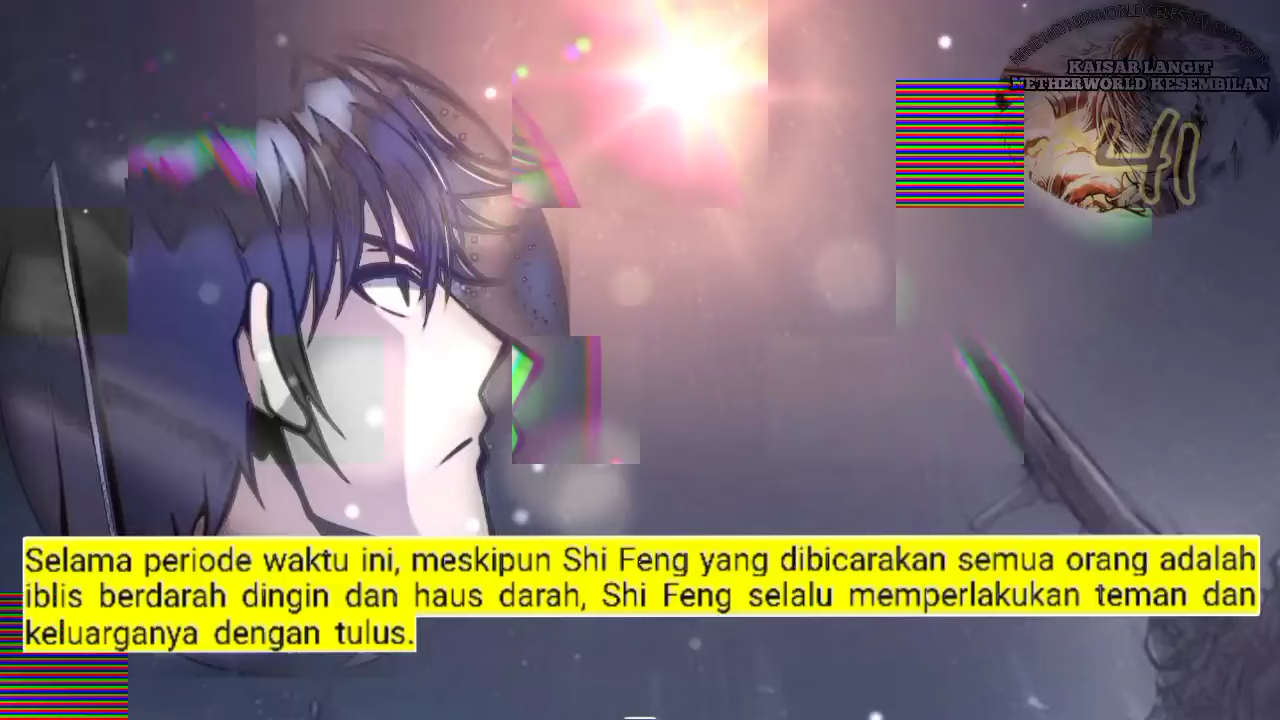 KAISAR LANGIT
NETHERWORLD KESEMBILAN
41
Selama periode waktu ini, meskipun Shi Feng yang dibicarakan semua orang adalah
iblis berdarah dingin dan haus darah, Shi Feng selalu memperlakukan teman dan
keluarganya dengan tulus.